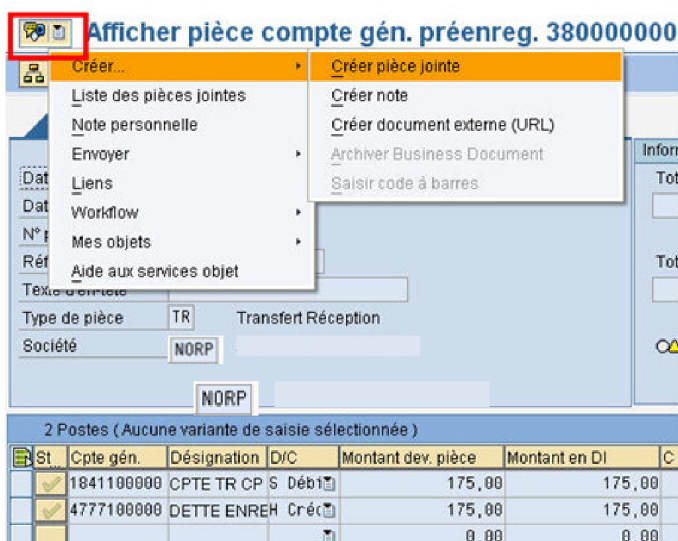 Afficher pièce compte gén. préenreg. 380000000
Créer...
Créer pièce jointe
Liste des pièces jointes
Créer note
Note personnelle
Créer document externe (URL)
Envoyer
Archiver Business Document
Infor
Dat
Liens
Saisir code à barres
Tot
Dat
Workflow
N°
Mes objets
Réf
Aide aux services objet
Tot
Texte d'en-tête
Type de pièce TR Transfert Réception
Société NORP
NORP
2 Postes ( Aucune variante de saisie sélectionnée )
St Cpte gén. Désignation D/C Montant dev. pièce Montant en DI C
1841100000 CPTE TR CP S Débi 175,00 175,00
4777100000 DETTE ENRE H Créc 175,00 175,00
0.00 0.00